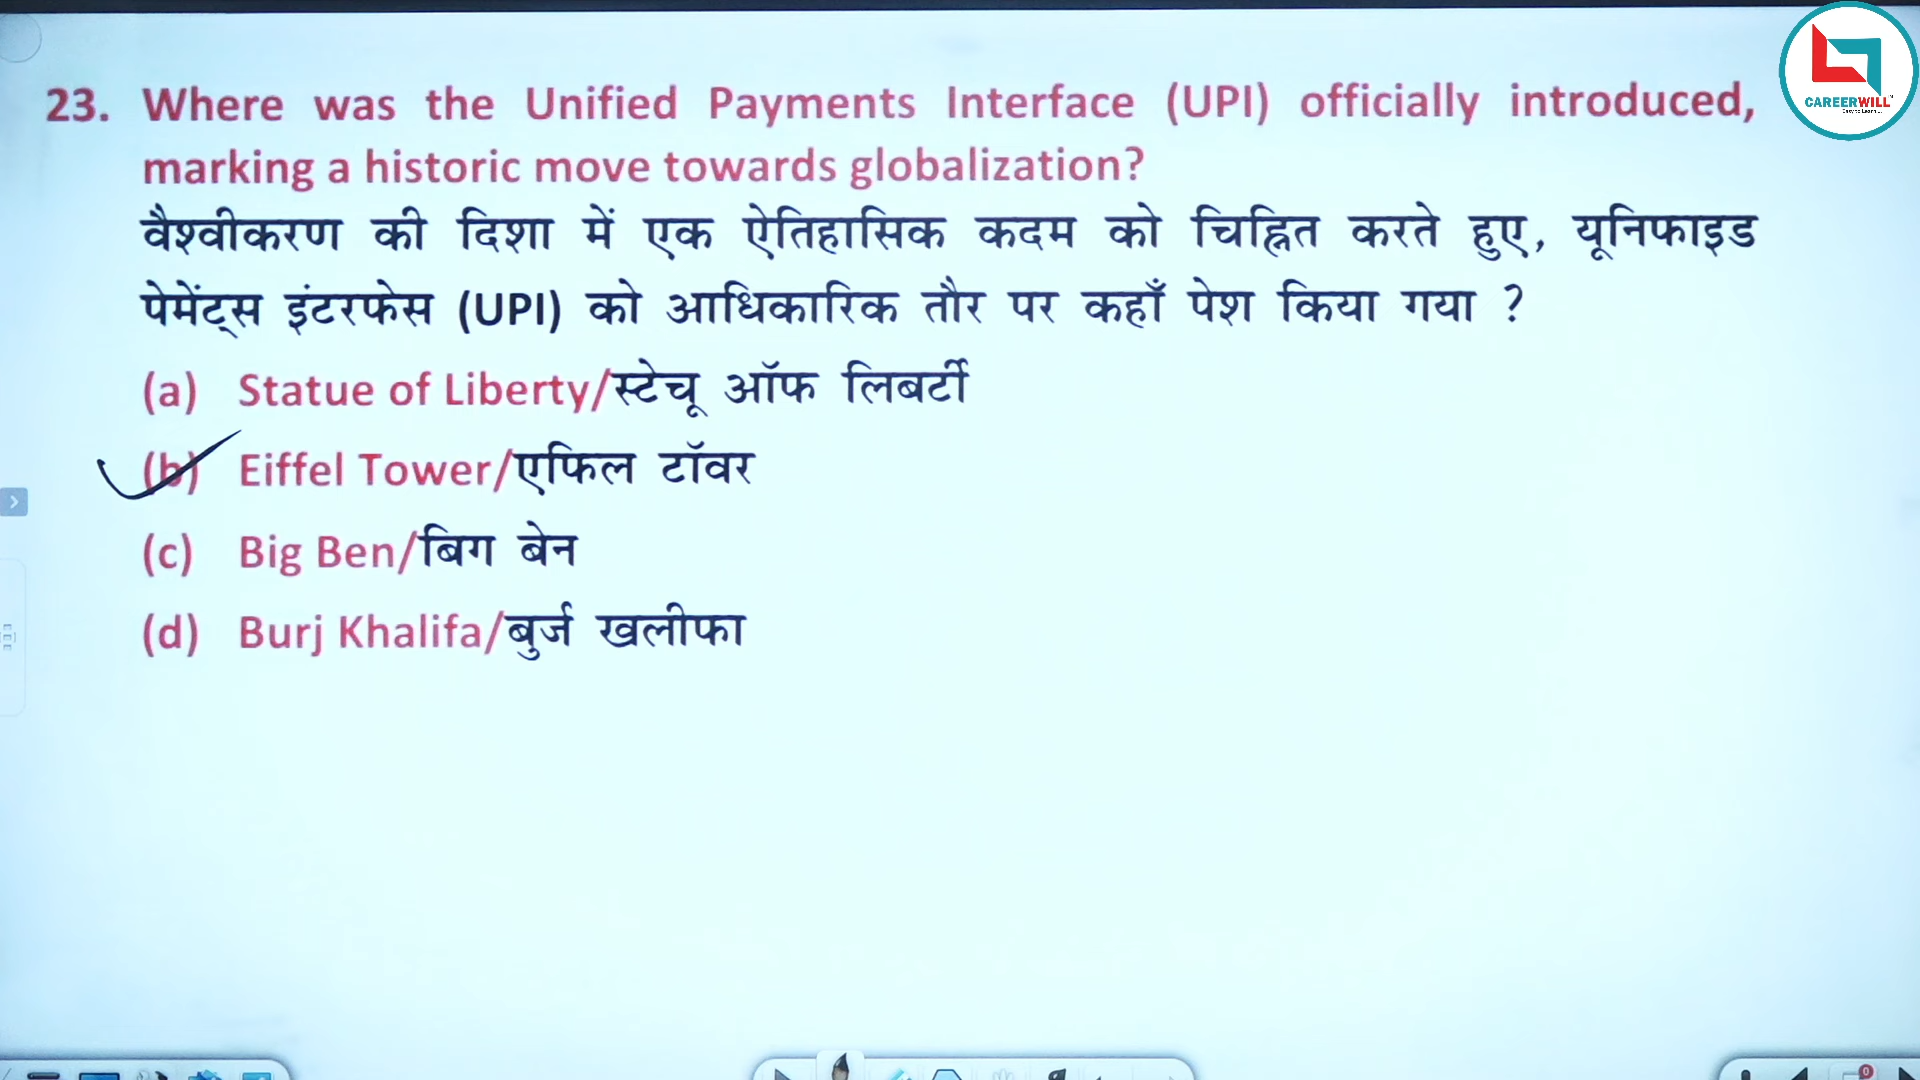 CAREERWILL
23. Where was the Unified Payments Interface (UPI) officially introduced,
marking a historic move towards globalization?
वैश्वीकरण की दिशा में एक ऐतिहासिक कदम को चिह्नित करते हुए, यूनिफाइड
पेमेंट्स इंटरफेस (UPI) को आधिकारिक तौर पर कहाँ पेश किया गया ?
(a) Statue of Liberty/स्टेचू ऑफ लिबर्टी
(b) Eiffel Tower/एफिल टॉवर
(c) Big Ben/बिग बेन
(d) Burj Khalifa/बुर्ज खलीफा
0